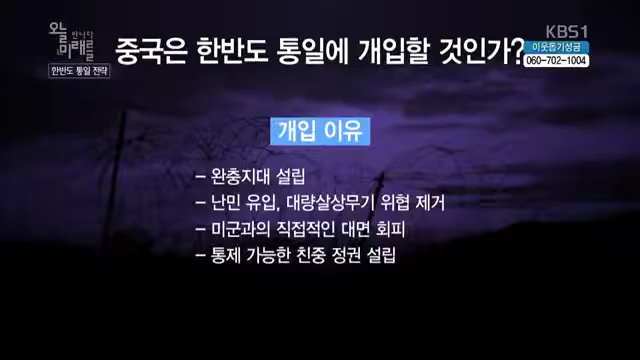 오늘 만나다
미래를
한반도 통일 전략
중국은 한반도 통일에 개입할 것인가?
KBS1
이웃돕기성금
060-702-1004
개입 이유
- 완충지대 설립
- 난민 유입, 대량살상무기 위협 제거
- 미군과의 직접적인 대면 회피
- 통제 가능한 친중 정권 설립